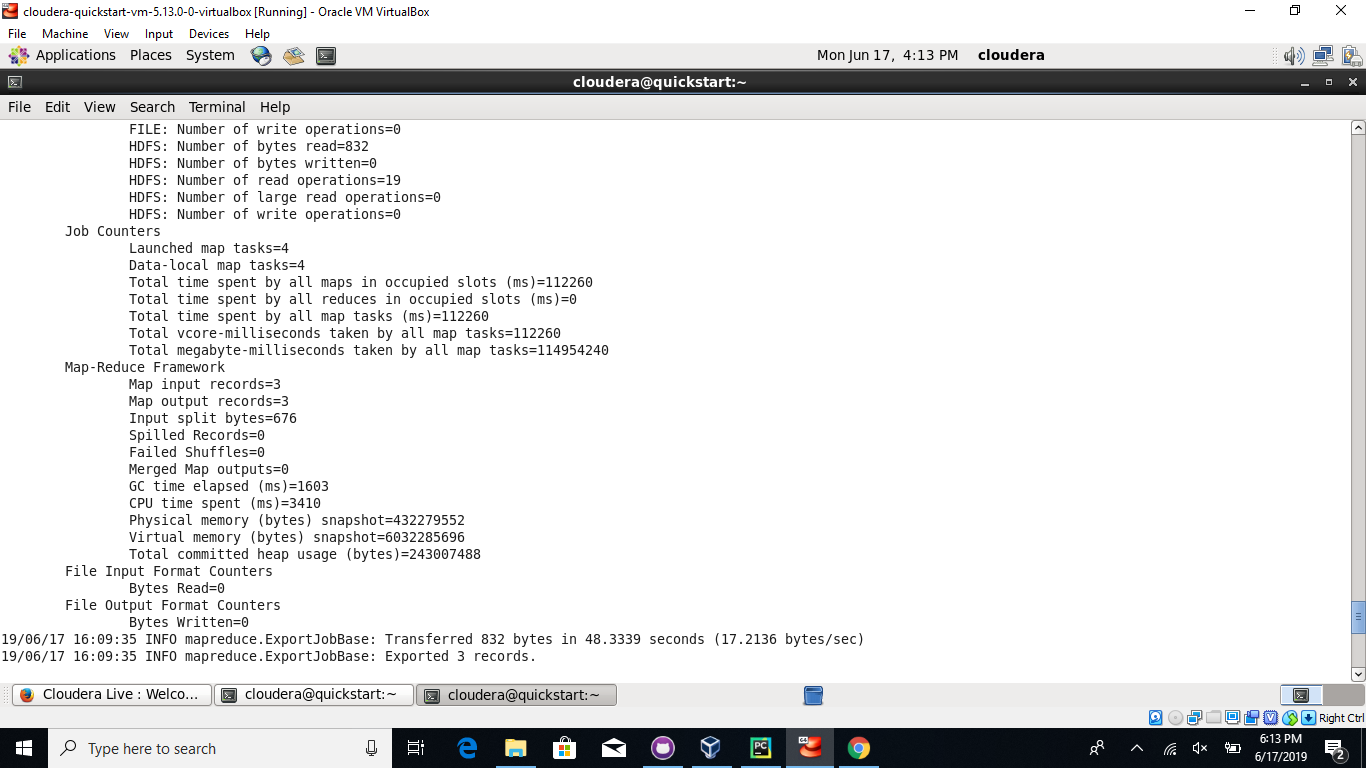 cloudera-quickstart-vm-5.13.0-0-virtualbox [Running] - Oracle VM VirtualBox
File Machine View Input Devices Help
Applications Places System Mon Jun 17, 4:13 PM cloudera
cloudera@quickstart:~
File Edit View Search Terminal Help
FILE: Number of write operations=0
HDFS: Number of bytes read=832
HDFS: Number of bytes written=0
HDFS: Number of read operations=19
HDFS: Number of large read operations=0
HDFS: Number of write operations=0
Job Counters
Launched map tasks=4
Data-local map tasks=4
Total time spent by all maps in occupied slots (ms)=112260
Total time spent by all reduces in occupied slots (ms)=0
Total time spent by all map tasks (ms)=112260
Total vcore-milliseconds taken by all map tasks=112260
Total megabyte-milliseconds taken by all map tasks=114954240
Map-Reduce Framework
Map input records=3
Map output records=3
Input split bytes=676
Spilled Records=0
Failed Shuffles=0
Merged Map outputs=0
GC time elapsed (ms)=1603
CPU time spent (ms)=3410
Physical memory (bytes) snapshot=432279552
Virtual memory (bytes) snapshot=6032285696
Total committed heap usage (bytes)=243007488
File Input Format Counters
Bytes Read=0
File Output Format Counters
Bytes Written=0
19/06/17 16:09:35 INFO mapreduce.ExportJobBase: Transferred 832 bytes in 48.3339 seconds (17.2136 bytes/sec)
19/06/17 16:09:35 INFO mapreduce.ExportJobBase: Exported 3 records.
Cloudera Live : Welco... cloudera@quickstart:~ cloudera@quickstart:~
Right Ctrl
Type here to search
PC
64
6:13 PM
6/17/2019
2